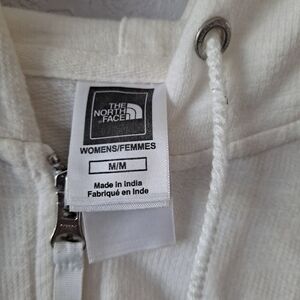 THE
NORTH
FACE
WOMENS/FEMMES
M/M
Made in India
Fabriqué en Inde